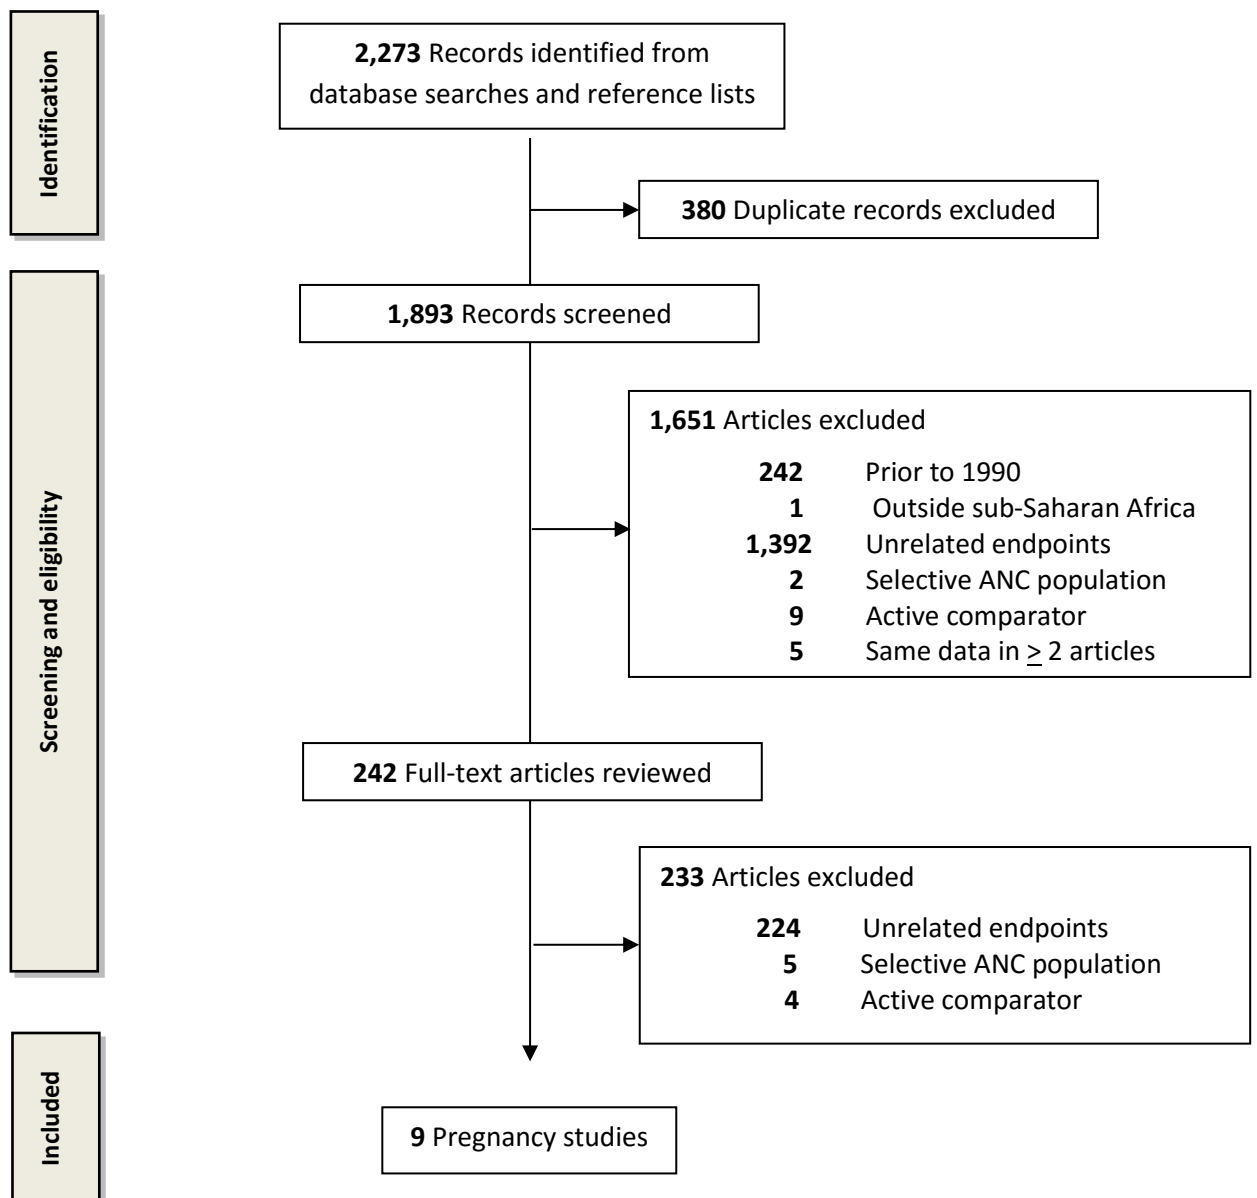 Identification
2,273 Records identified from
database searches and reference lists
380 Duplicate records excluded
Screening and eligibility
1,893 Records screened
1,651 Articles excluded
242 Prior to 1990
1 Outside sub-Saharan Africa
1,392 Unrelated endpoints
2 Selective ANC population
9 Active comparator
5 Same data in ≥ 2 articles
242 Full-text articles reviewed
233 Articles excluded
224 Unrelated endpoints
5 Selective ANC population
4 Active comparator
Included
9 Pregnancy studies